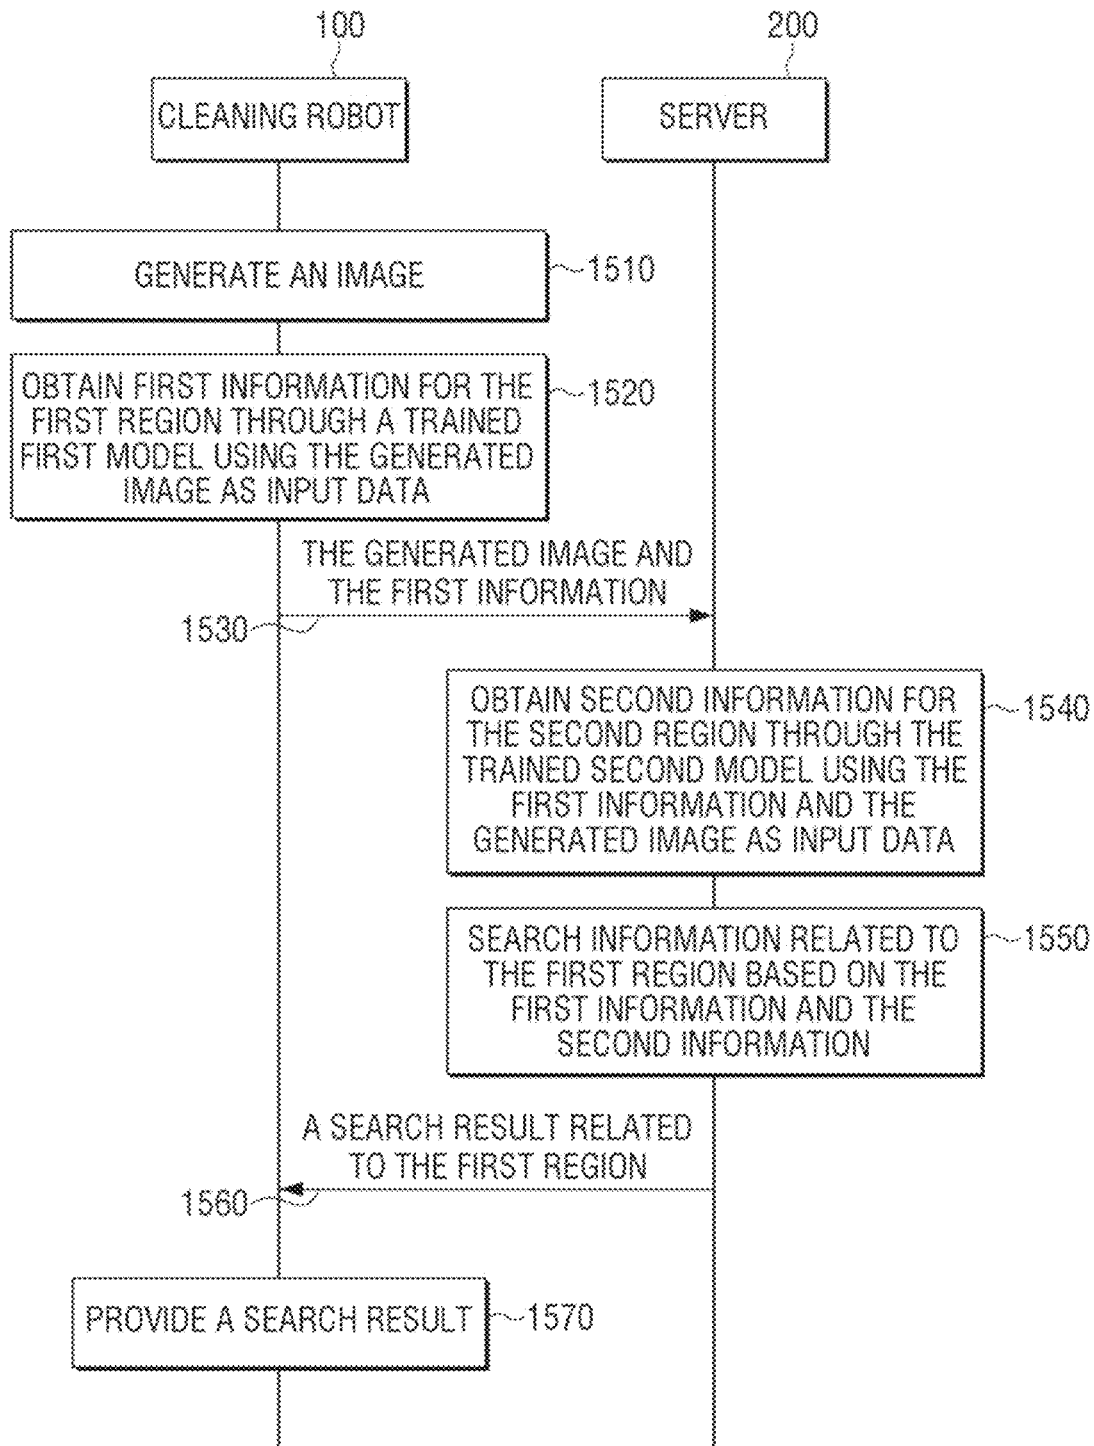 100
200
CLEANING ROBOT
SERVER
GENERATE AN IMAGE
1510
OBTAIN FIRST INFORMATION FOR THE
FIRST REGION THROUGH A TRAINED
FIRST MODEL USING THE GENERATED
IMAGE AS INPUT DATA
1520
THE GENERATED IMAGE AND
THE FIRST INFORMATION
1530
OBTAIN SECOND INFORMATION FOR
THE SECOND REGION THROUGH THE
TRAINED SECOND MODEL USING THE
FIRST INFORMATION AND THE
GENERATED IMAGE AS INPUT DATA
1540
SEARCH INFORMATION RELATED TO
THE FIRST REGION BASED ON THE
FIRST INFORMATION AND THE
SECOND INFORMATION
1550
A SEARCH RESULT RELATED
TO THE FIRST REGION
1560
PROVIDE A SEARCH RESULT
1570